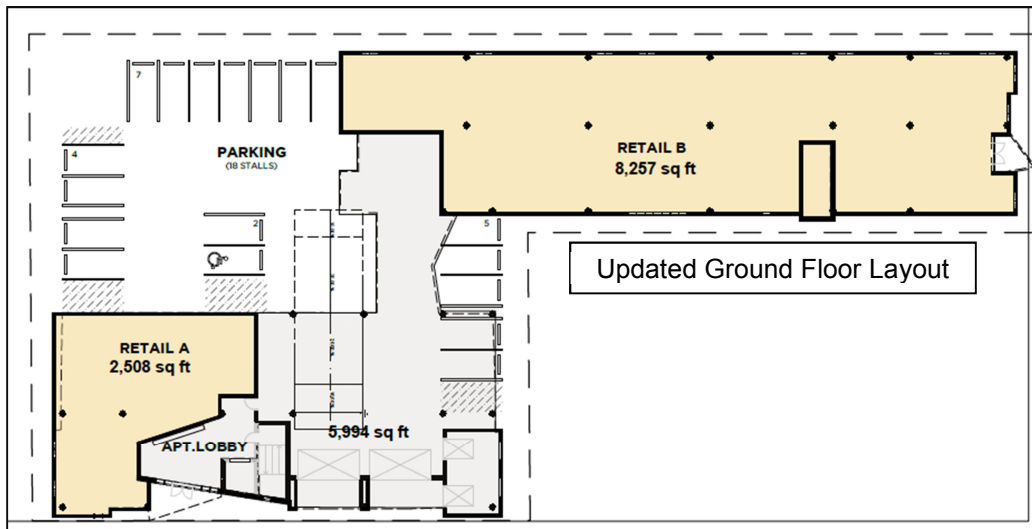 7
4
PARKING
(18 STALLS)
RETAIL B
8,257 sq ft
2
5
Updated Ground Floor Layout
RETAIL A
2,508 sq ft
5,994 sq ft
APT.LOBBY